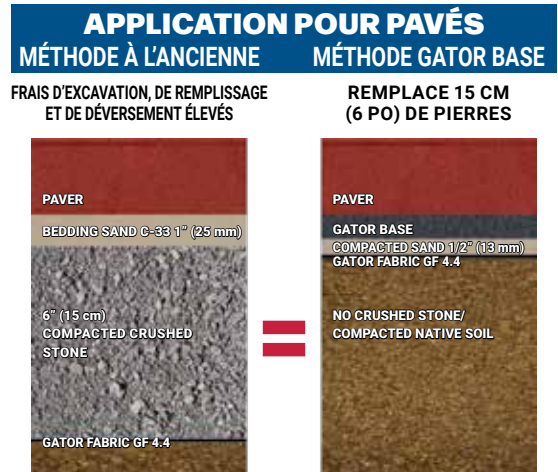 APPLICATION POUR PAVÉS
MÉTHODE À L'ANCIENNE
MÉTHODE GATOR BASE
FRAIS D'EXCAVATION, DE REMPLISSAGE
ET DE DÉVERSEMENT ÉLEVÉS
REMPLACE 15 CM
(6 PO) DE PIERRES
PAVER
BEDDING SAND C-33 1" (25 mm)
6" (15 cm)
COMPACTED CRUSHED
STONE
GATOR FABRIC GF 4.4
=
PAVER
GATOR BASE
COMPACTED SAND 1/2" (13 mm)
GATOR FABRIC GF 4.4
NO CRUSHED STONE/
COMPACTED NATIVE SOIL